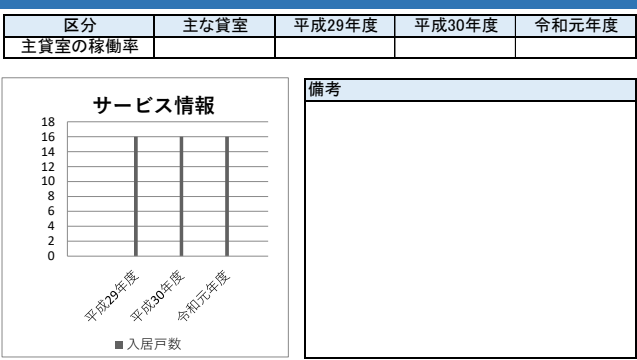 区分 主な貸室 平成29年度 平成30年度 令和元年度
主貸室の稼働率
サービス情報
18
16
14
12
10
8
6
4
2
0
平成29年度 平成30年度 令和元年度
■入居戸数
備考